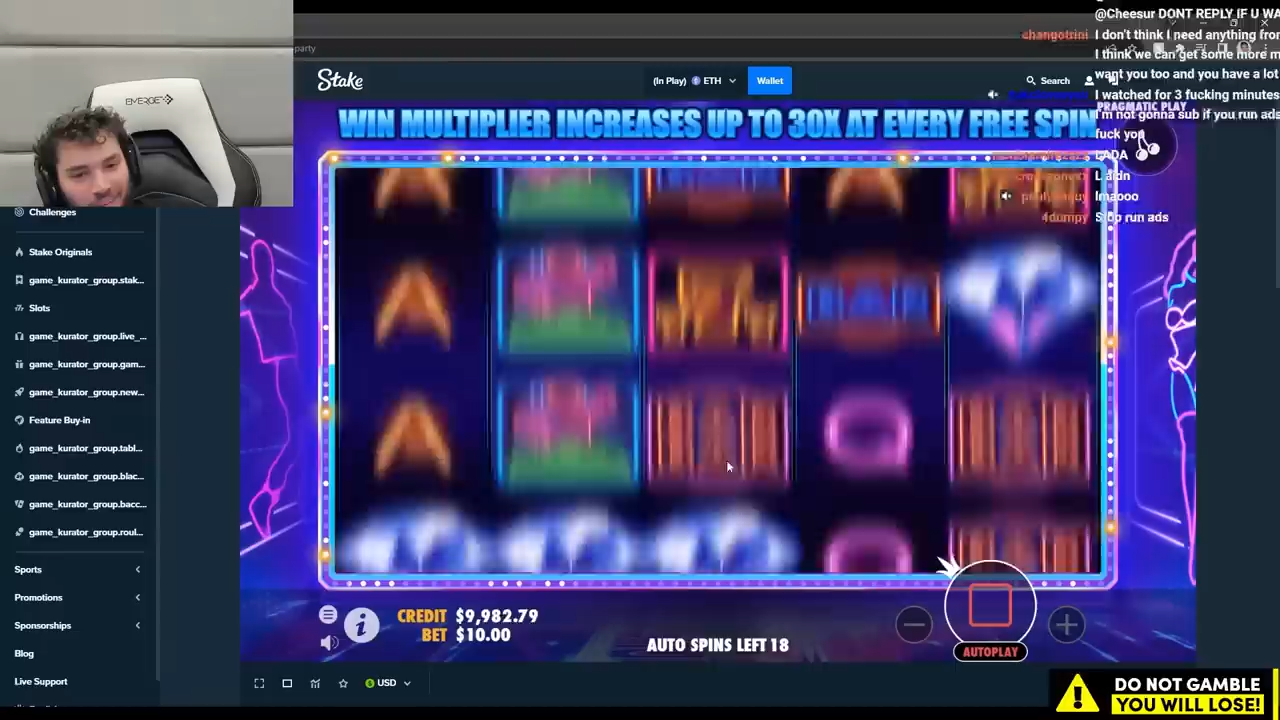 EMERGE
party
Stake
(In Play) ETH
Wallet
Search
@Cheesur DONT REPLY IF U WA
changotrini
I don't think I need anything fron
I think we can get some more m
want you too and you have a lot
I watched for 3 fucking minutes
I'm not gonna sub if you run ads
PRAGMATIC PLAY
fuck you
LADA
L aidn
lmaooo
4dumpy Stop run ads
WIN MULTIPLIER INCREASES UP TO 30X AT EVERY FREE SPIN
Challenges
Stake Originals
game_kurator_group.stak...
Slots
game_kurator_group.live_...
game_kurator_group.gam...
game_kurator_group.new...
Feature Buy-in
game_kurator_group.tabl...
game_kurator_group.blac...
game_kurator_group.bacc...
game_kurator_group.roul...
Sports
Promotions
Sponsorships
Blog
Live Support
A
A
CREDIT $9,982.79
BET $10.00
AUTO SPINS LEFT 18
AUTOPLAY
USD
DO NOT GAMBLE
YOU WILL LOSE!